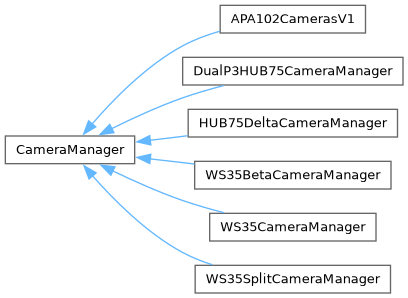 APA102CamerasV1
DualP3HUB75CameraManager
HUB75DeltaCameraManager
CameraManager
WS35BetaCameraManager
WS35CameraManager
WS35SplitCameraManager